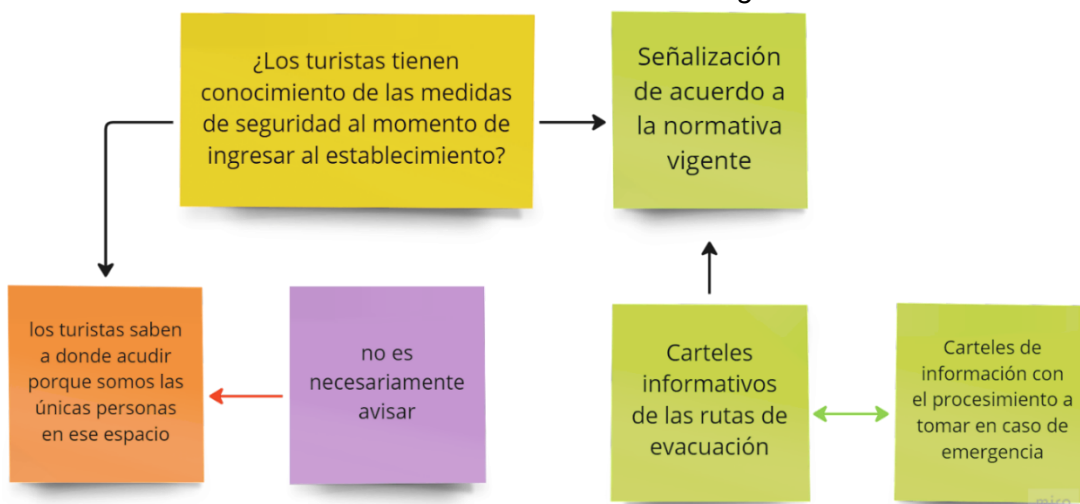 ¿Los turistas tienen
conocimiento de las medidas
de seguridad al momento de
ingresar al establecimiento?
Señalización
de acuerdo a
la normativa
vigente
los turistas saben
a donde acudir
porque somos las
únicas personas
en ese espacio
no es
necesariamente
avisar
Carteles
informativos
de las rutas de
evacuación
Carteles de
información con
el procesimiento a
tomar en caso de
emergencia
miro